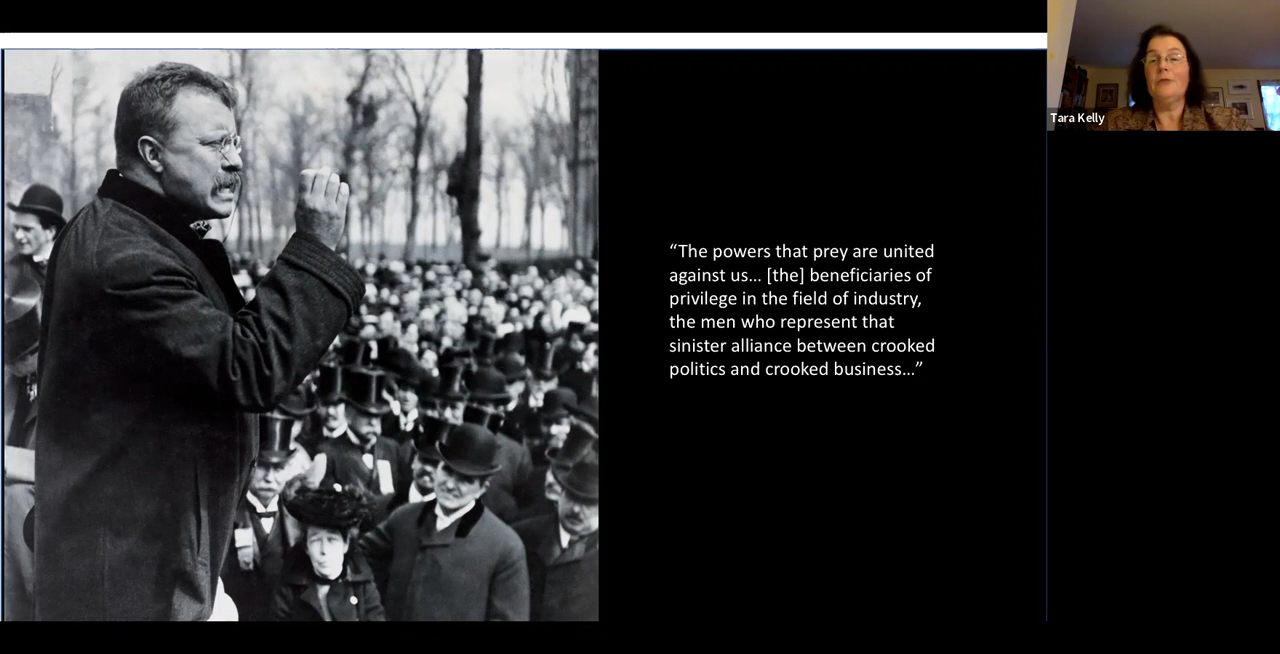 “The powers that prey are united
against us… [the] beneficiaries of
privilege in the field of industry,
the men who represent that
sinister alliance between crooked
politics and crooked business…”
Tara Kelly